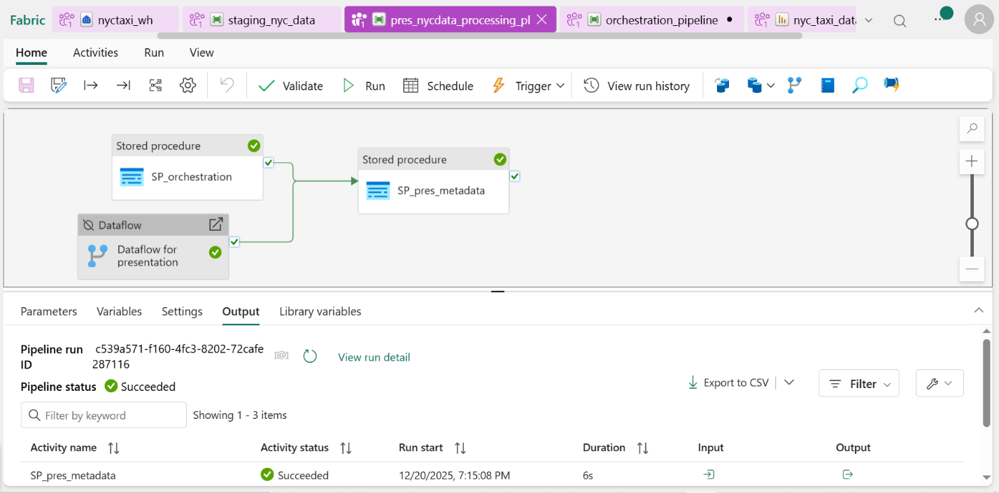 Fabric
nyctaxi_wh
staging_nyc_data
pres_nycdata_processing_pl
orchestration_pipeline
nyc_taxi_dat
Home Activities Run View
Validate Run Schedule Trigger View run history
Stored procedure
SP_orchestration
Stored procedure
SP_pres_metadata
Dataflow
Dataflow for
presentation
Parameters Variables Settings Output Library variables
Pipeline run
ID
c539a571-f160-4fc3-8202-72cafe
287116
[@]
View run detail
Pipeline status Succeeded
Export to CSV
Filter
Filter by keyword
Showing 1 - 3 items
Activity name Activity status Run start Duration Input Output
SP_pres_metadata Succeeded 12/20/2025, 7:15:08 PM 6s